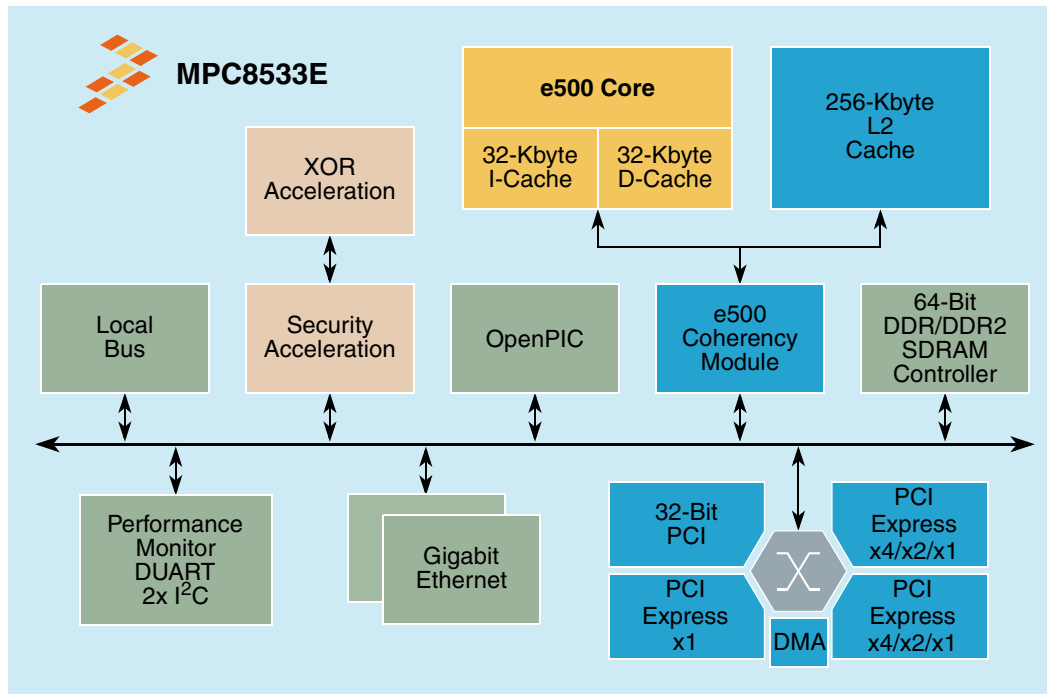 MPC8533E
e500 Core
32-Kbyte
I-Cache
32-Kbyte
D-Cache
256-Kbyte
L2
Cache
XOR
Acceleration
Local
Bus
Security
Acceleration
OpenPIC
e500
Coherency
Module
64-Bit
DDR/DDR2
SDRAM
Controller
Performance
Monitor
DUART
2x I²C
Gigabit
Ethernet
32-Bit
PCI
PCI
Express
x4/x2/x1
PCI
Express
x1
DMA
PCI
Express
x4/x2/x1